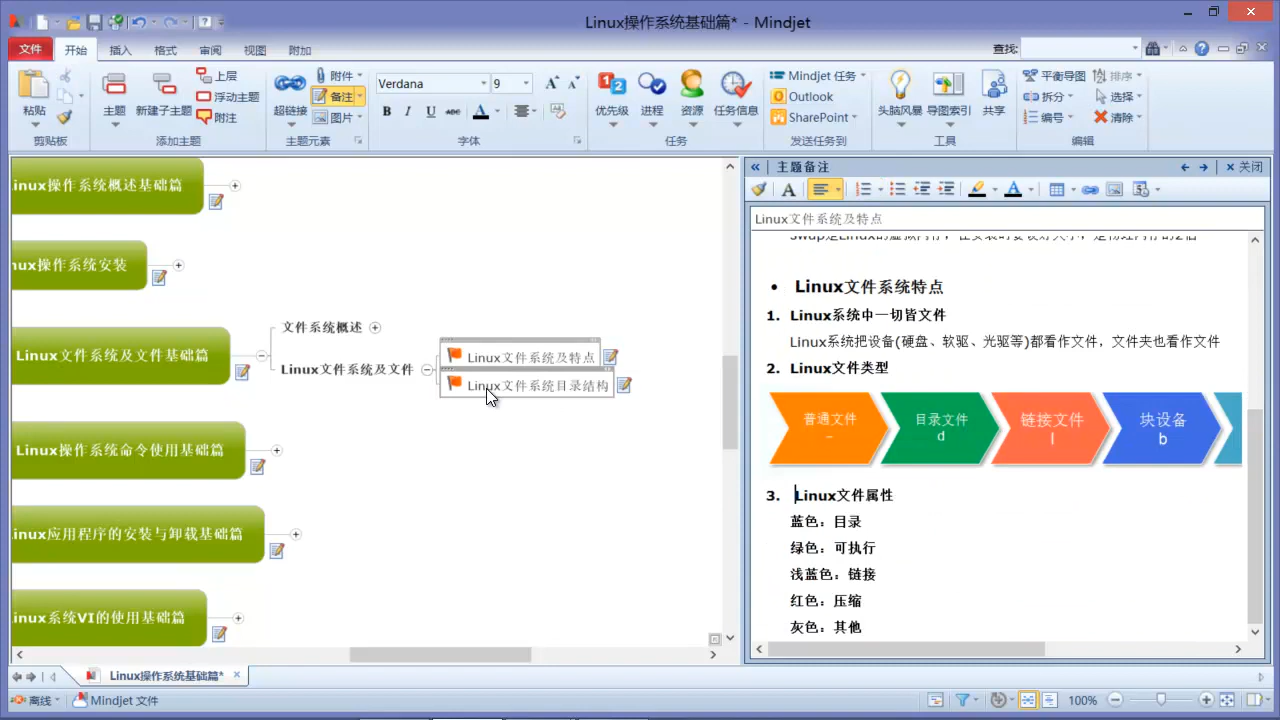 Linux操作系统基础篇* - Mindjet
文件 开始 插入 格式 审阅 视图 附加 查找:
粘贴
剪贴板
主题
新建子主题
上层
浮动主题
附注
添加主题
超链接
附件
备注
图片
主题元素
Verdana 9
B I U abc A
字体
优先级
进程
资源
任务信息
任务
Mindjet 任务
Outlook
SharePoint
发送任务到
头脑风暴
导图索引
共享
工具
平衡导图
拆分
编号
排序
选择
清除
编辑
inux操作系统概述基础篇
nux操作系统安装
Linux文件系统及文件基础篇
文件系统概述
Linux文件系统及文件
Linux文件系统及特点
Linux文件系统目录结构
Linux操作系统命令使用基础篇
inux应用程序的安装与卸载基础篇
inux系统VI的使用基础篇
主题备注
关闭
Linux文件系统及特点
• Linux文件系统特点
1. Linux系统中一切皆文件
Linux系统把设备(硬盘、软驱、光驱等)都看作文件，文件夹也看作文件
2. Linux文件类型
普通文件
-
目录文件
d
链接文件
l
块设备
b
3. Linux文件属性
蓝色：目录
绿色：可执行
浅蓝色：链接
红色：压缩
灰色：其他
Linux操作系统基础篇*
离线 Mindjet 文件 100%